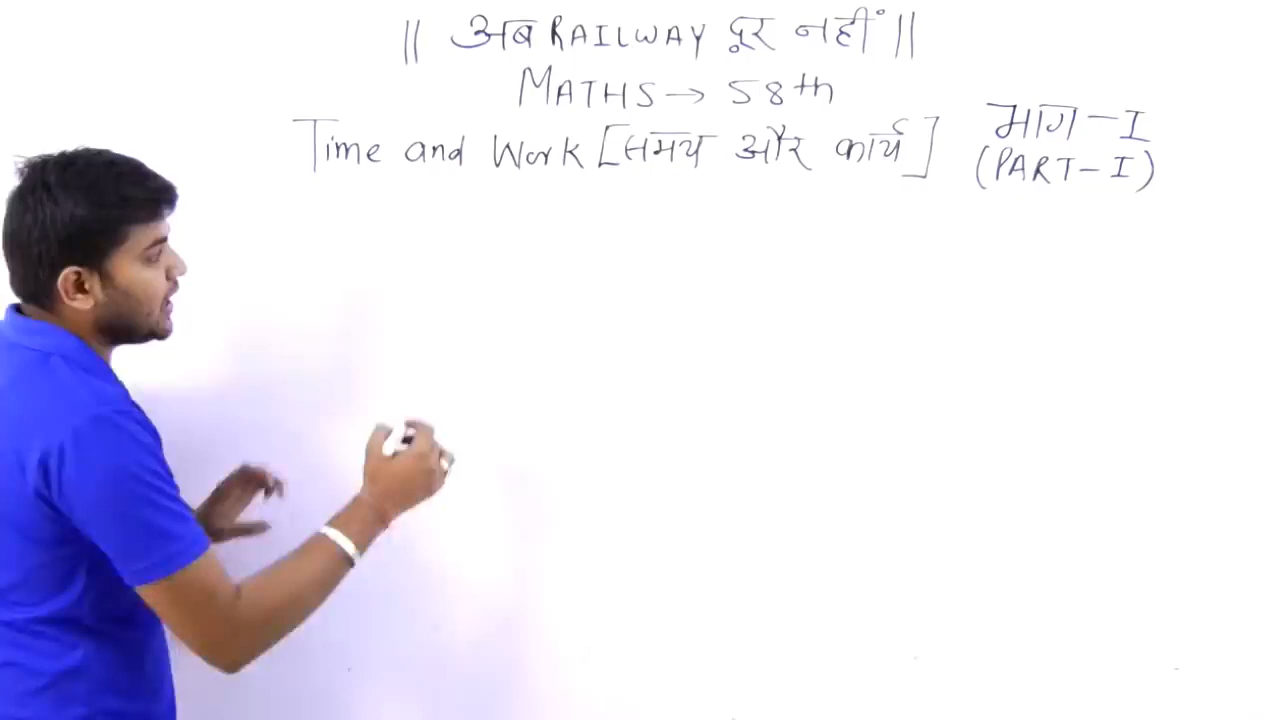 || अब RAILWAY दूर नहीं ||
MATHS → 58th
Time and Work [समय और कार्य] भाग - I
(PART - I)